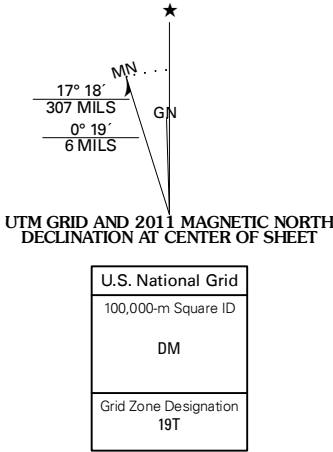 ★
MN
17° 18´
307 MILS
GN
0° 19´
6 MILS
UTM GRID AND 2011 MAGNETIC NORTH
DECLINATION AT CENTER OF SHEET
U.S. National Grid
100,000-m Square ID
DM
Grid Zone Designation
19T